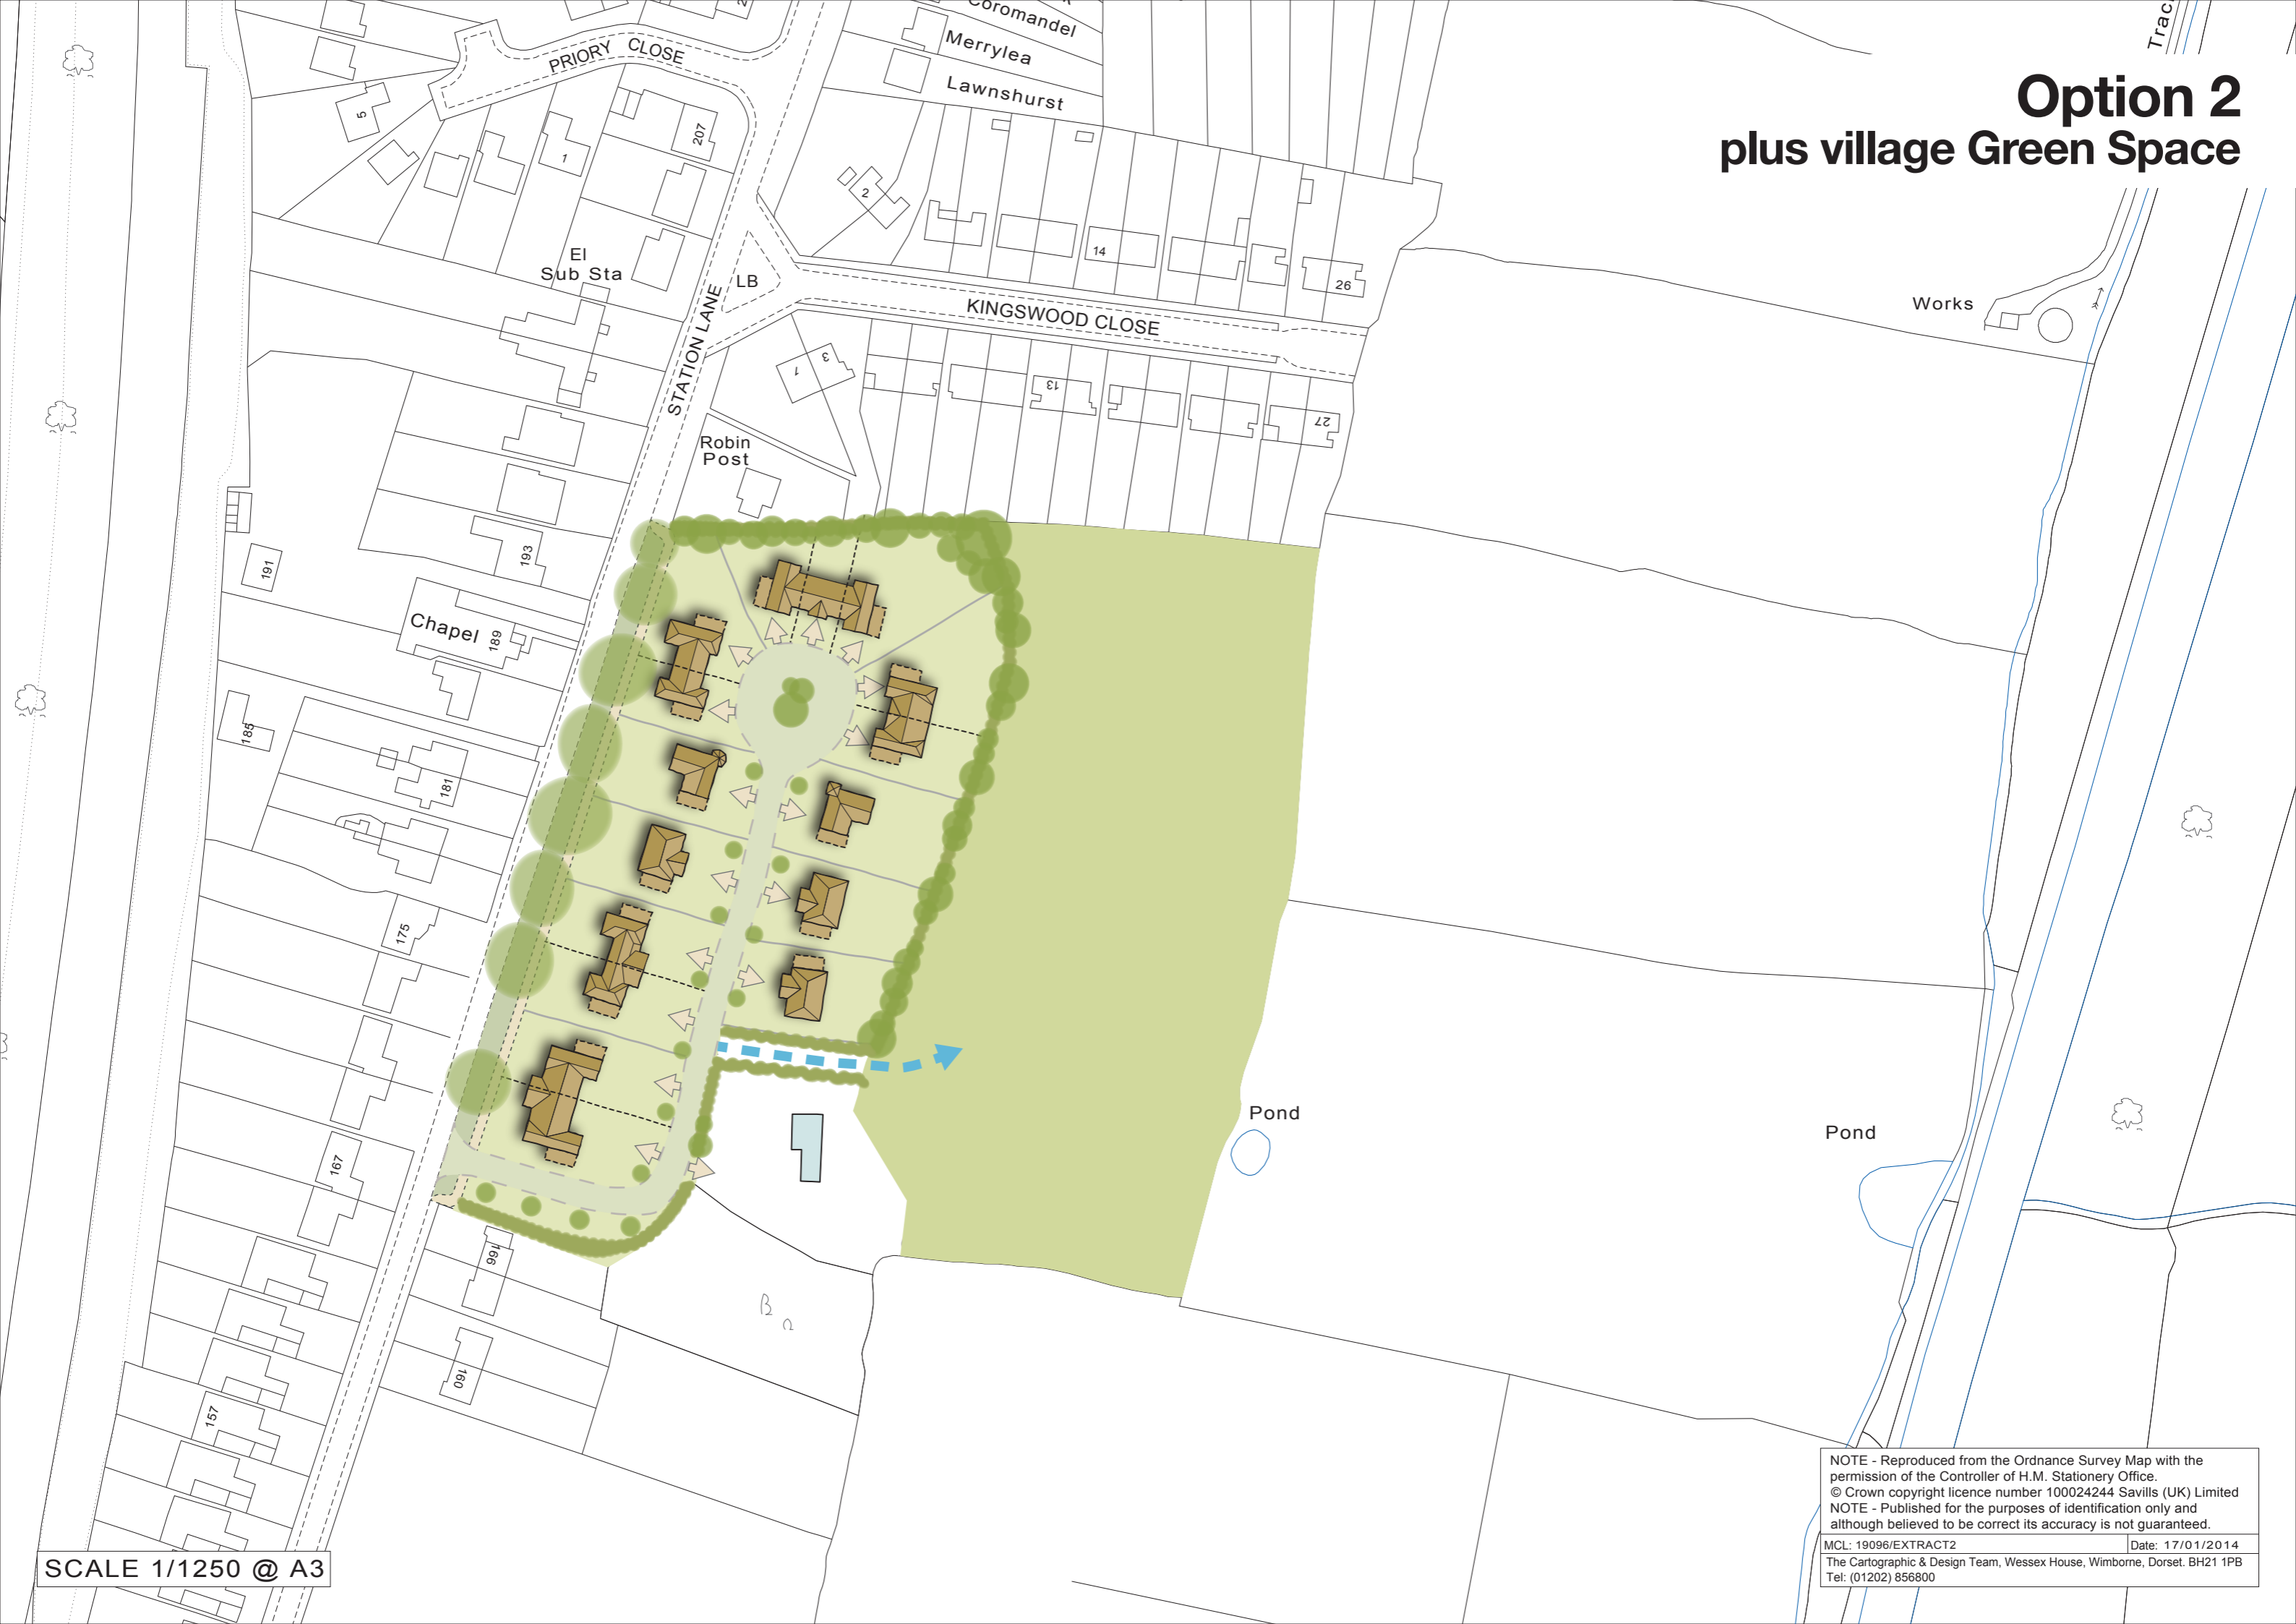 Coromandel
Merrylea
Lawnshurst
Option 2
plus village Green Space
PRIORY CLOSE
5
1
207
2
El
Sub Sta
LB
14
26
KINGSWOOD CLOSE
Works
STATION LANE
1
3
13
27
Robin
Post
193
191
Chapel
189
185
181
175
167
166
160
157
Pond
Pond
NOTE - Reproduced from the Ordnance Survey Map with the
permission of the Controller of H.M. Stationery Office.
© Crown copyright licence number 100024244 Savills (UK) Limited
NOTE - Published for the purposes of identification only and
although believed to be correct its accuracy is not guaranteed.
MCL: 19096/EXTRACT2
Date: 17/01/2014
The Cartographic & Design Team, Wessex House, Wimborne, Dorset. BH21 1PB
Tel: (01202) 856800
SCALE 1/1250 @ A3